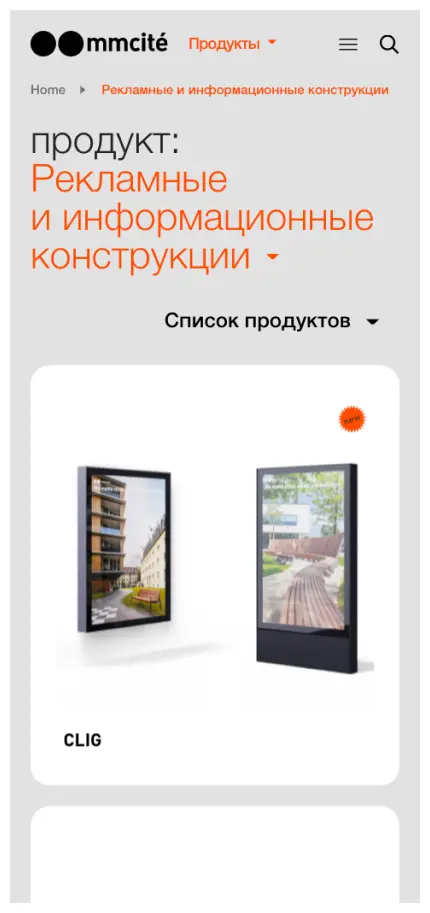 mmcité
Продукты
Home
Рекламные и информационные конструкции
продукт:
Рекламные
и информационные
конструкции
Список продуктов
NEW
CLIG